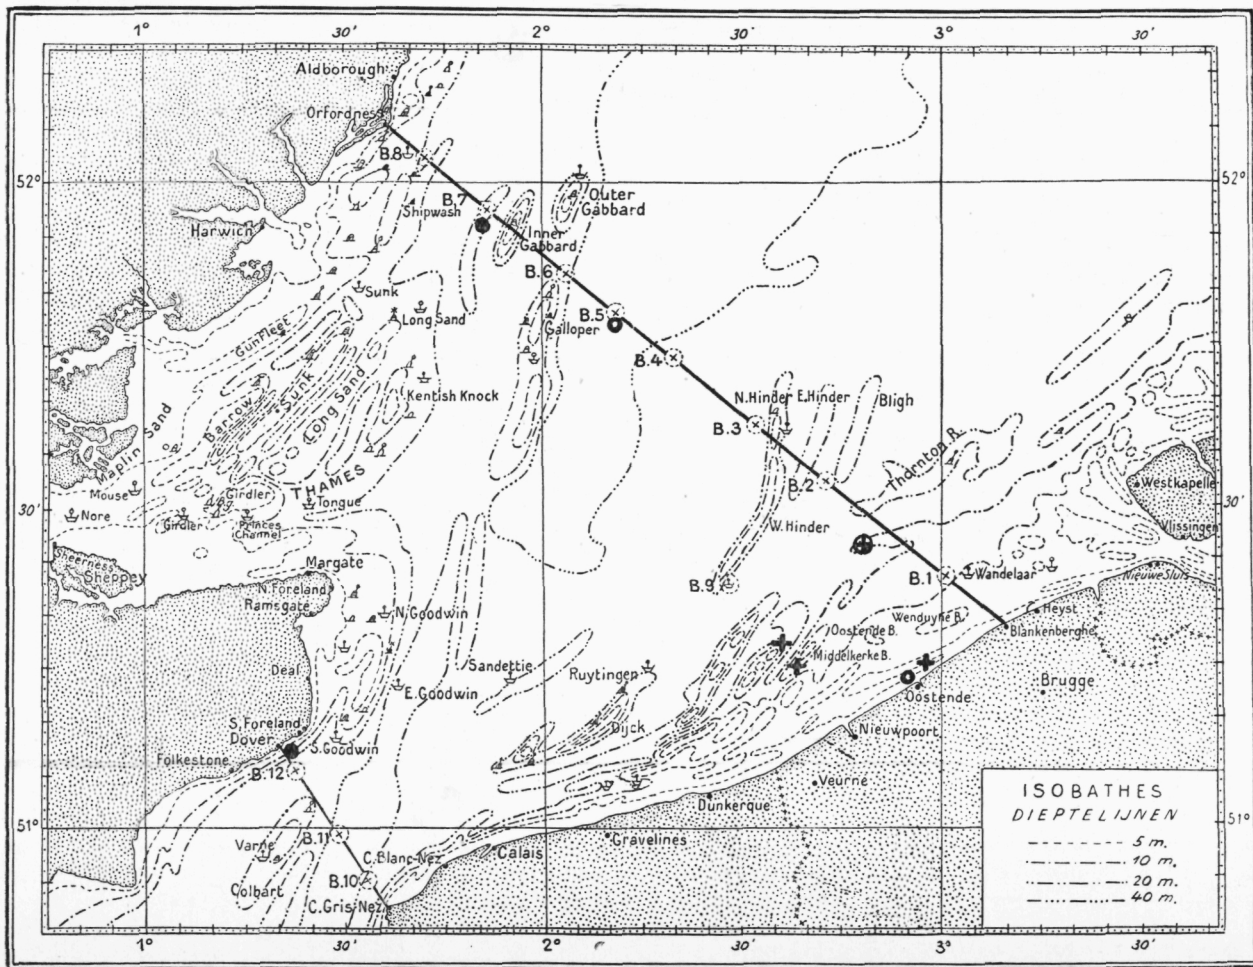 1°
30'
2°
30'
3°
30'
Aldborough
Orfordness
B.8
52°
52°
Outer
Gabbard
B.7
Shipwash
Harwich
Inner
Gabbard
B.6
Sunk
Long Sand
B.5
Galloper
Gunfleet
B.4
Kentish Knock
N.Hinder
E.Hinder
Bligh
Sunk
Barrow
Long Sand
B.3
Maplin Sand
Thornton R.
THAMES
B.2
Westkapelle
Mouse
Girdler
Tongue
30'
30'
Nore
Girdler
Princes
Channel
W.Hinder
Vlissingen
Sheerness
Sheppey
Margate
B.1
Wandelaar
Nieuwe Sluis
N.Foreland
B.9
Ramsgate
N.Goodwin
Wenduyne B.
Heyst
Oostende B.
Blankenberghe
Middelkerke B.
Deal
Sandettie
Ruytingen
E.Goodwin
Oostende
Brugge
S.Foreland
Dover
S.Goodwin
Dyck
Nieuwpoort
Folkestone
B.12
Veurne
Dunkerque
ISOBATHES
DIEPTELIJNEN
5 m.
10 m.
20 m.
40 m.
51°
51°
B.11
Gravelines
Varne
C.Blanc-Nez
Calais
Colbart
B.10
C.Gris-Nez
1°
30'
2°
30'
3°
30'